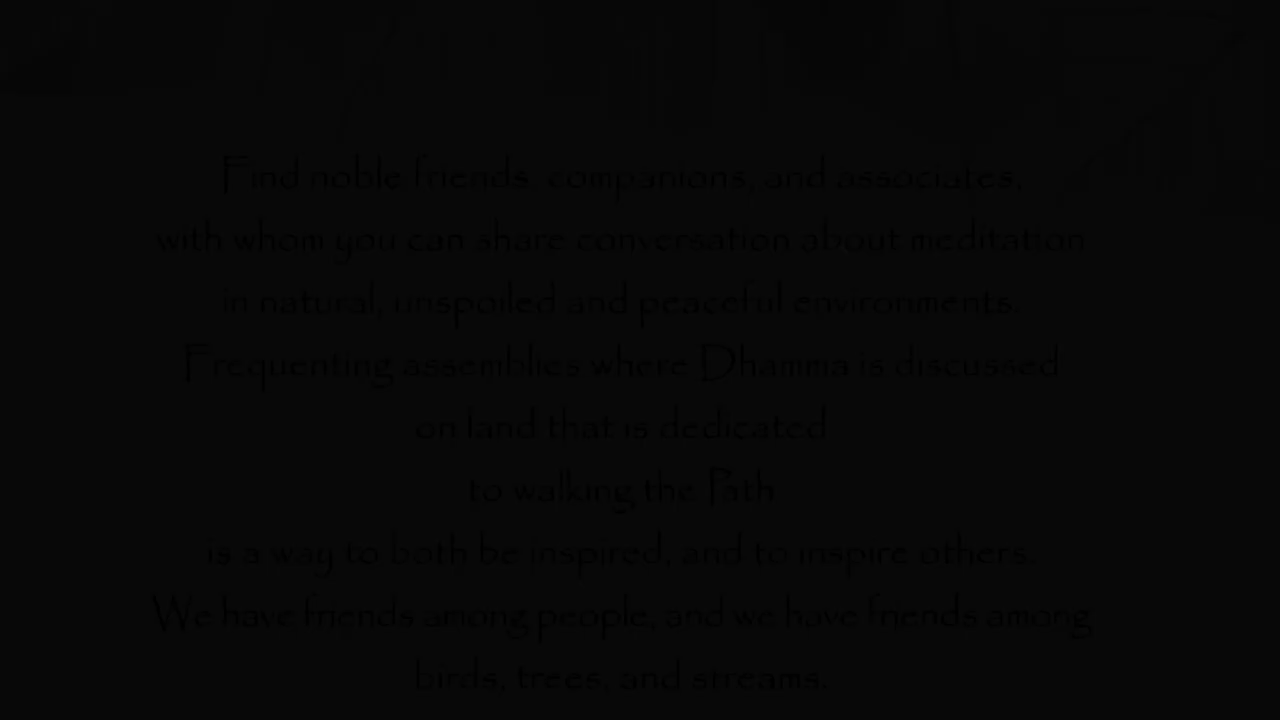 Find noble friends, companions, and associates,
with whom you can share conversation about meditation
in natural, unspoiled and peaceful environments.
Frequenting assemblies where Dhamma is discussed
on land that is dedicated
to walking the Path
is a way to both be inspired, and to inspire others.
We have friends among people, and we have friends among
birds, trees, and streams.